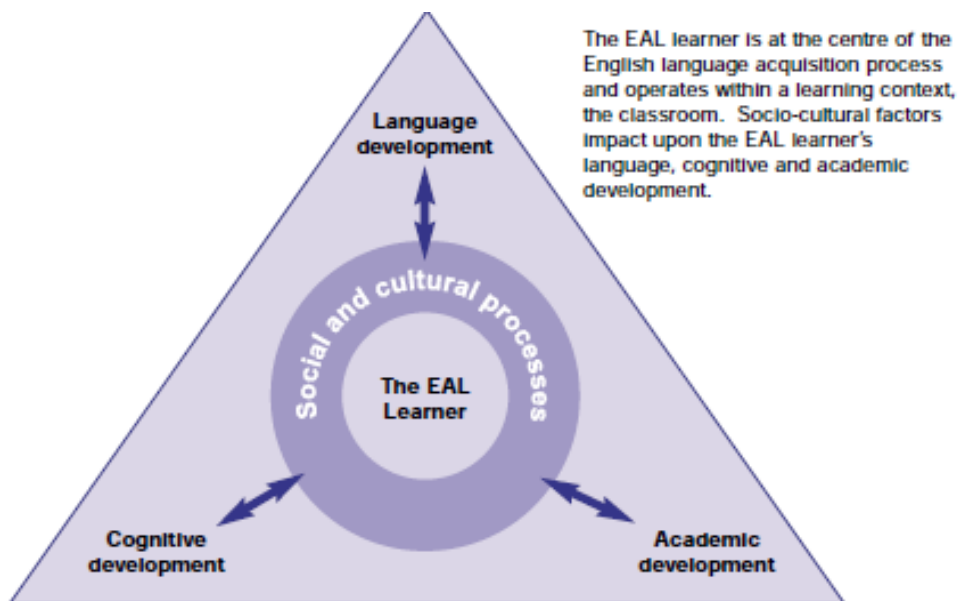 The EAL learner is at the centre of the
English language acquisition process
and operates within a learning context,
the classroom. Socio-cultural factors
impact upon the EAL learner's
language, cognitive and academic
development.
Language
development
Social and cultural processes
The EAL
Learner
Cognitive
development
Academic
development